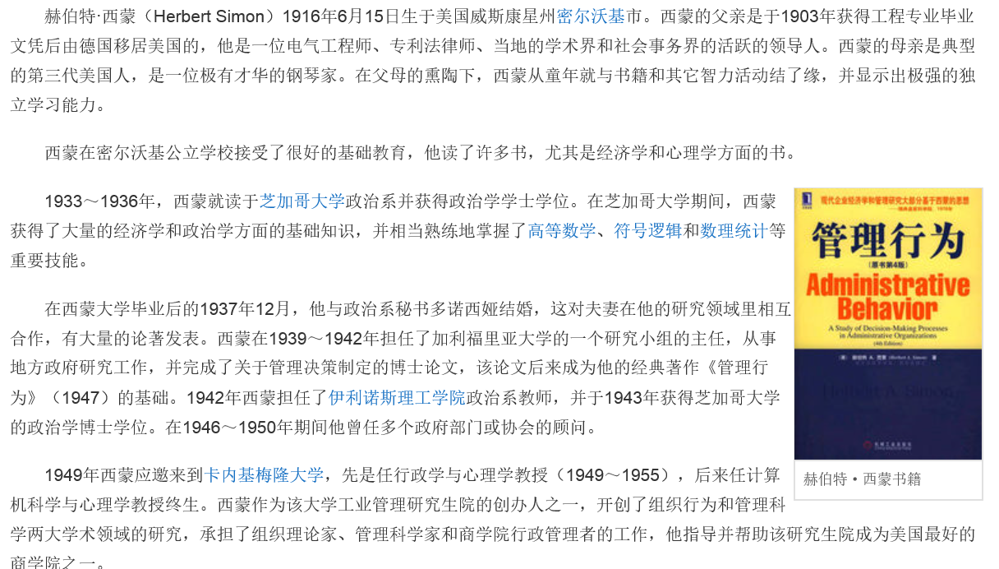 赫伯特·西蒙（Herbert Simon）1916年6月15日生于美国威斯康星州密尔沃基市。西蒙的父亲是于1903年获得工程专业毕业
文凭后由德国移居美国的，他是一位电气工程师、专利法律师、当地的学术界和社会事务界的活跃的领导人。西蒙的母亲是典型
的第三代美国人，是一位极有才华的钢琴家。在父母的熏陶下，西蒙从童年就与书籍和其它智力活动结了缘，并显示出极强的独
立学习能力。
西蒙在密尔沃基公立学校接受了很好的基础教育，他读了许多书，尤其是经济学和心理学方面的书。
1933～1936年，西蒙就读于芝加哥大学政治系并获得政治学学士学位。在芝加哥大学期间，西蒙
获得了大量的经济学和政治学方面的基础知识，并相当熟练地掌握了高等数学、符号逻辑和数理统计等
重要技能。
在西蒙大学毕业后的1937年12月，他与政治系秘书多诺西娅结婚，这对夫妻在他的研究领域里相互
合作，有大量的论著发表。西蒙在1939～1942年担任了加利福里亚大学的一个研究小组的主任，从事
地方政府研究工作，并完成了关于管理决策制定的博士论文，该论文后来成为他的经典著作《管理行
为》（1947）的基础。1942年西蒙担任了伊利诺斯理工学院政治系教师，并于1943年获得芝加哥大学
的政治学博士学位。在1946～1950年期间他曾任多个政府部门或协会的顾问。
1949年西蒙应邀来到卡内基梅隆大学，先是任行政学与心理学教授（1949～1955），后来任计算
机科学与心理学教授终生。西蒙作为该大学工业管理研究生院的创办人之一，开创了组织行为和管理科
学两大学术领域的研究，承担了组织理论家、管理科学家和商学院行政管理者的工作，他指导并帮助该研究生院成为美国最好的
商学院之一。
现代企业经济学和管理研究大部分基于西蒙的思想
管理行为
（原书第4版）
Administrative
Behavior
A Study of Decision-Making Processes
in Administrative Organizations
(4th Edition)
Herbert A. Simon
机械工业出版社
赫伯特·西蒙书籍